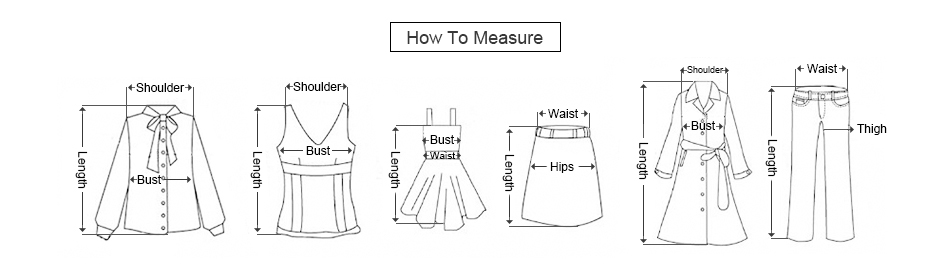 How To Measure
Shoulder
Length
Bust
Shoulder
Length
Bust
Length
Bust
Waist
Waist
Length
Hips
Shoulder
Length
Bust
Waist
Length
Thigh